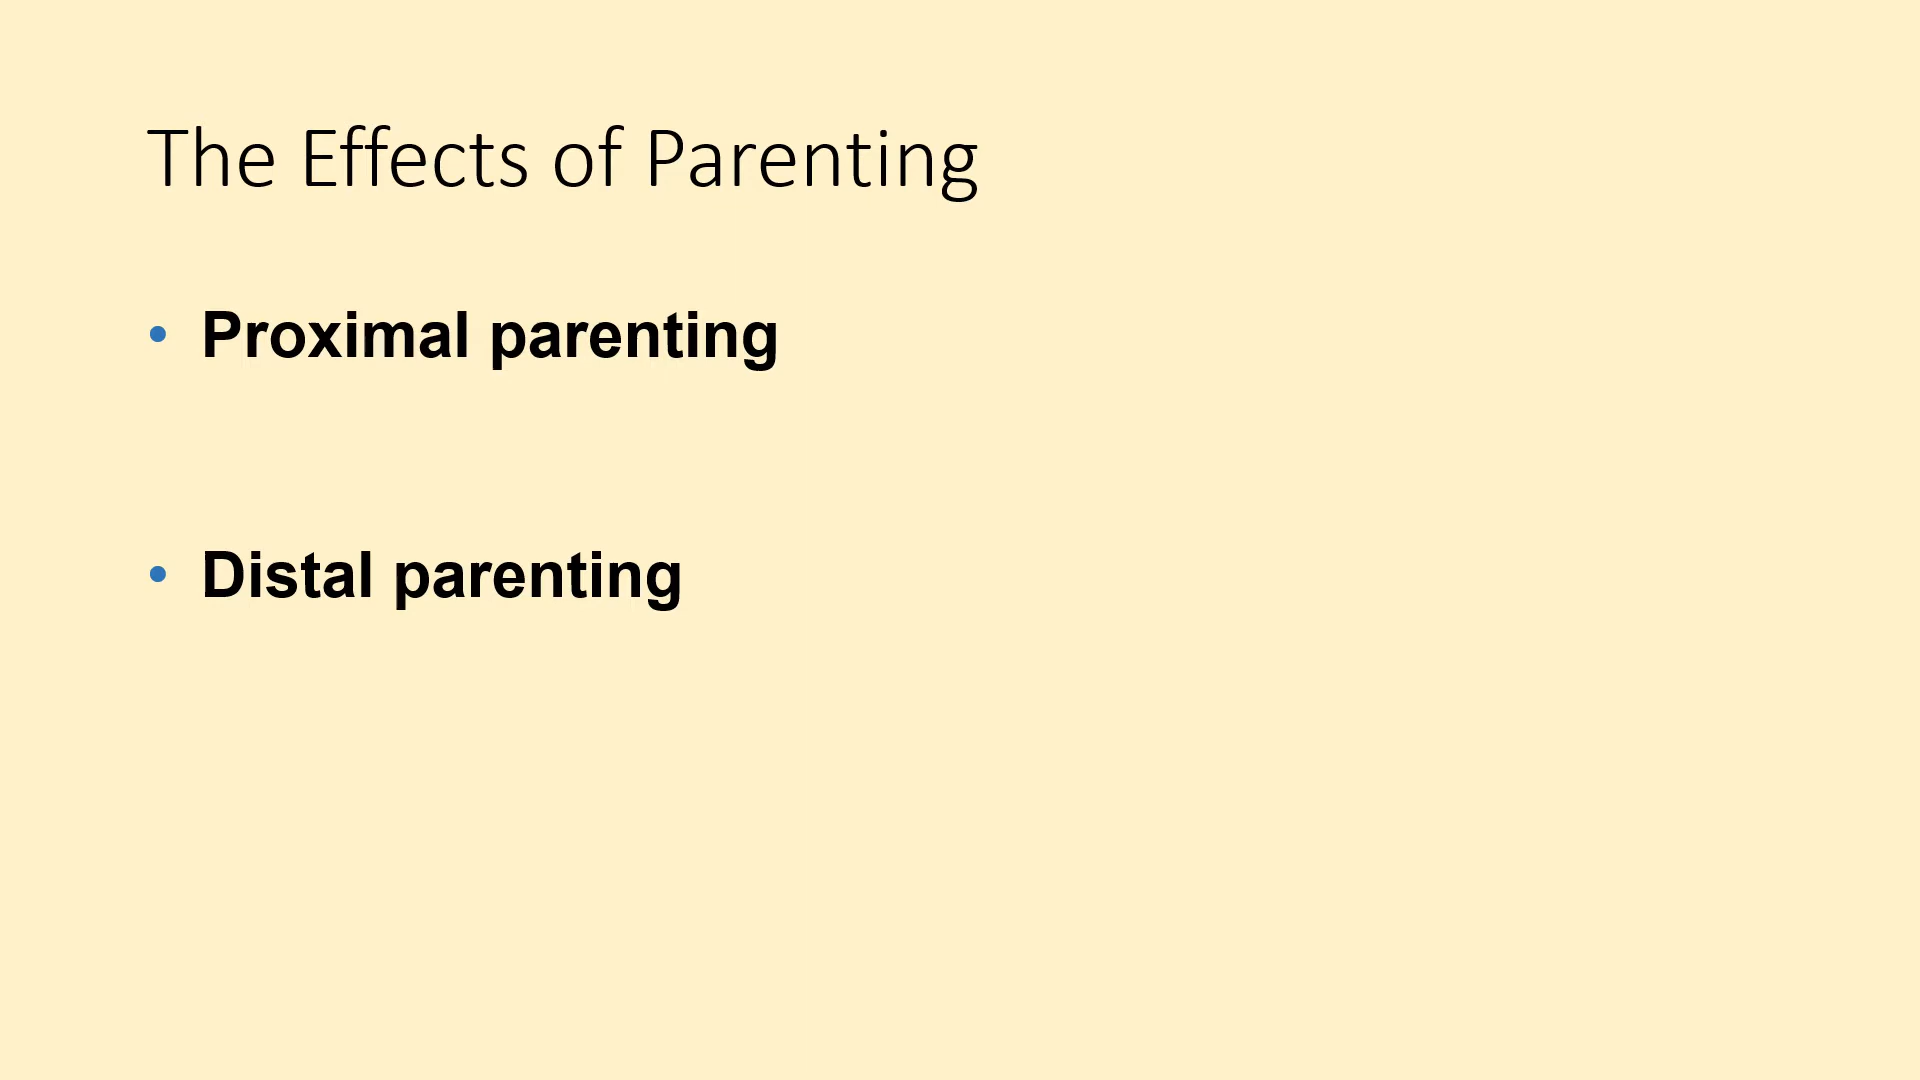 The Effects of Parenting
• Proximal parenting
• Distal parenting